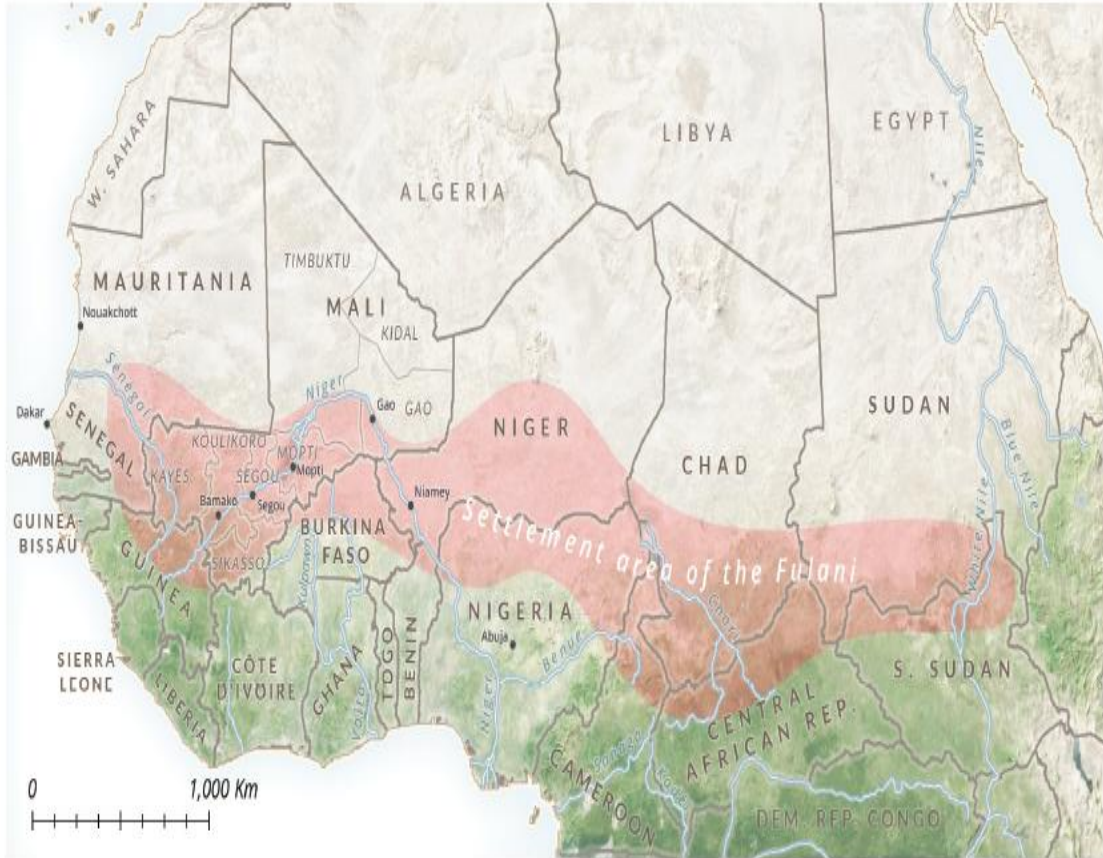 W. SAHARA
ALGERIA
LIBYA
EGYPT
Nile
MAURITANIA
Nouakchott
TIMBUKTU
MALI
KIDAL
Senegal
Niger
Gao
GAO
NIGER
CHAD
SUDAN
Dakar
SENEGAL
GAMBIA
KOULIKORO
MOPTI
Mopti
KAYES
SEGOU
Segou
Bamako
Niamey
Blue Nile
White Nile
Settlement area of the Fulani
GUINEA-
BISSAU
GUINEA
SIKASSO
BURKINA
FASO
NIGERIA
Abuja
Benue
S. SUDAN
SIERRA
LEONE
LIBERIA
CÔTE
D'IVOIRE
GHANA
TOGO
BENIN
Niger
CAMEROON
CENTRAL
AFRICAN REP.
DEM. REP. CONGO
0
1,000 Km